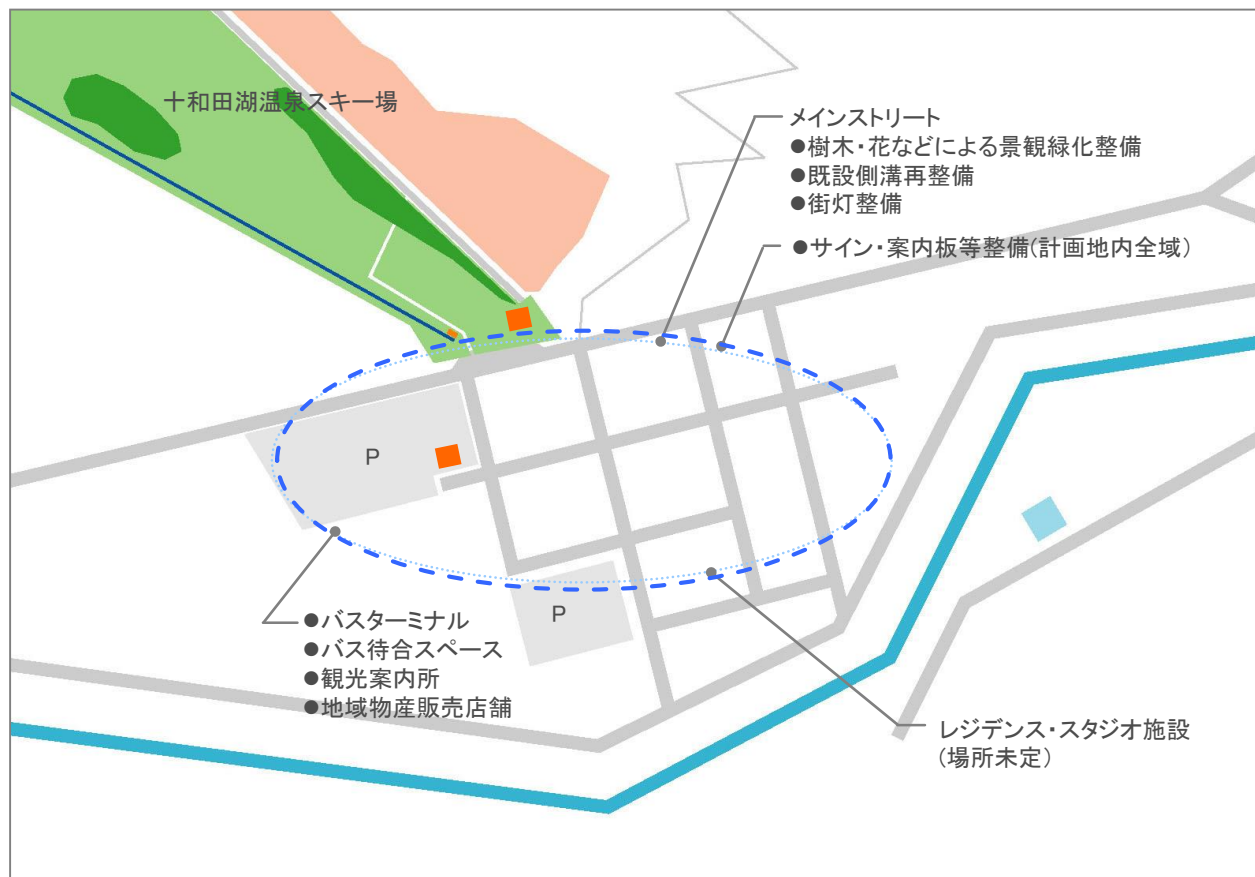 十和田湖温泉スキー場
メインストリート
●樹木・花などによる景観緑化整備
●既設側溝再整備
●街灯整備
●サイン・案内板等整備(計画地内全域)
P
P
●バスターミナル
●バス待合スペース
●観光案内所
●地域物産販売店舗
レジデンス・スタジオ施設
(場所未定)